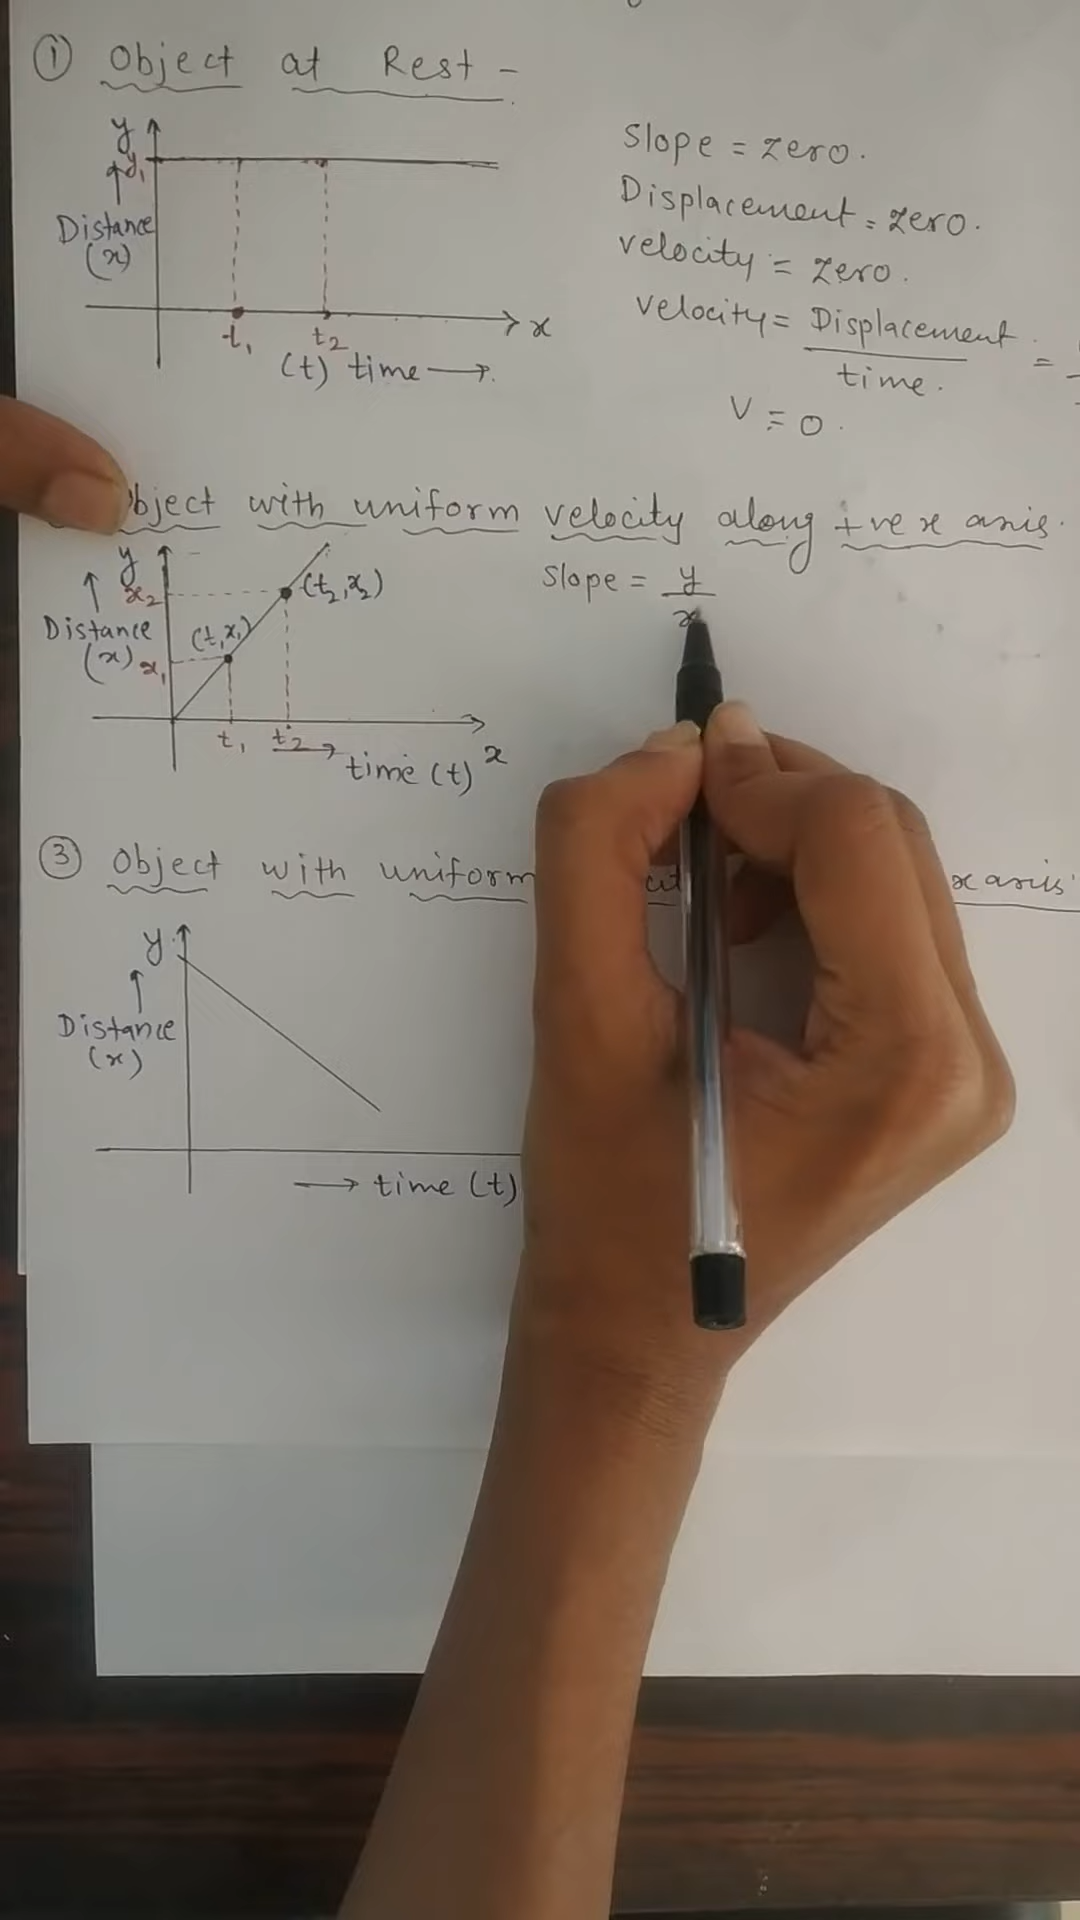 ① Object at Rest -
y
y₁
Distance
(x)
t₁ t₂ x
(t) time →
Slope = Zero.
Displacement = Zero.
velocity = Zero.
velocity = Displacement =
time.
V = 0.
bject with uniform velocity along +ve x axis.
y
x₂ (t₂, x₂)
Distance (t₁ x₁)
(x) x₁
t₁ t₂ → time (t) x
Slope = y
x
③ Object with uniform x axis
y
Distance
(x)
→ time (t)